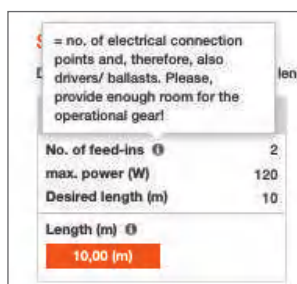 = no. of electrical connection
points and, therefore, also
drivers/ ballasts. Please,
provide enough room for the
operational gear!
len
No. of feed-ins 2
max. power (W) 120
Desired length (m) 10
Length (m)
10,00 (m)